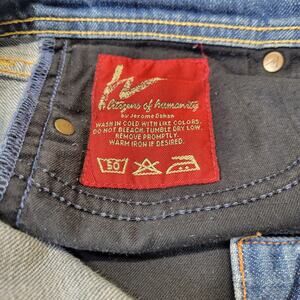 Citizens of humanity
by Jerome Dahan
WASH IN COLD WITH LIKE COLORS.
DO NOT BLEACH. TUMBLE DRY LOW.
REMOVE PROMPTLY.
WARM IRON IF DESIRED.
50